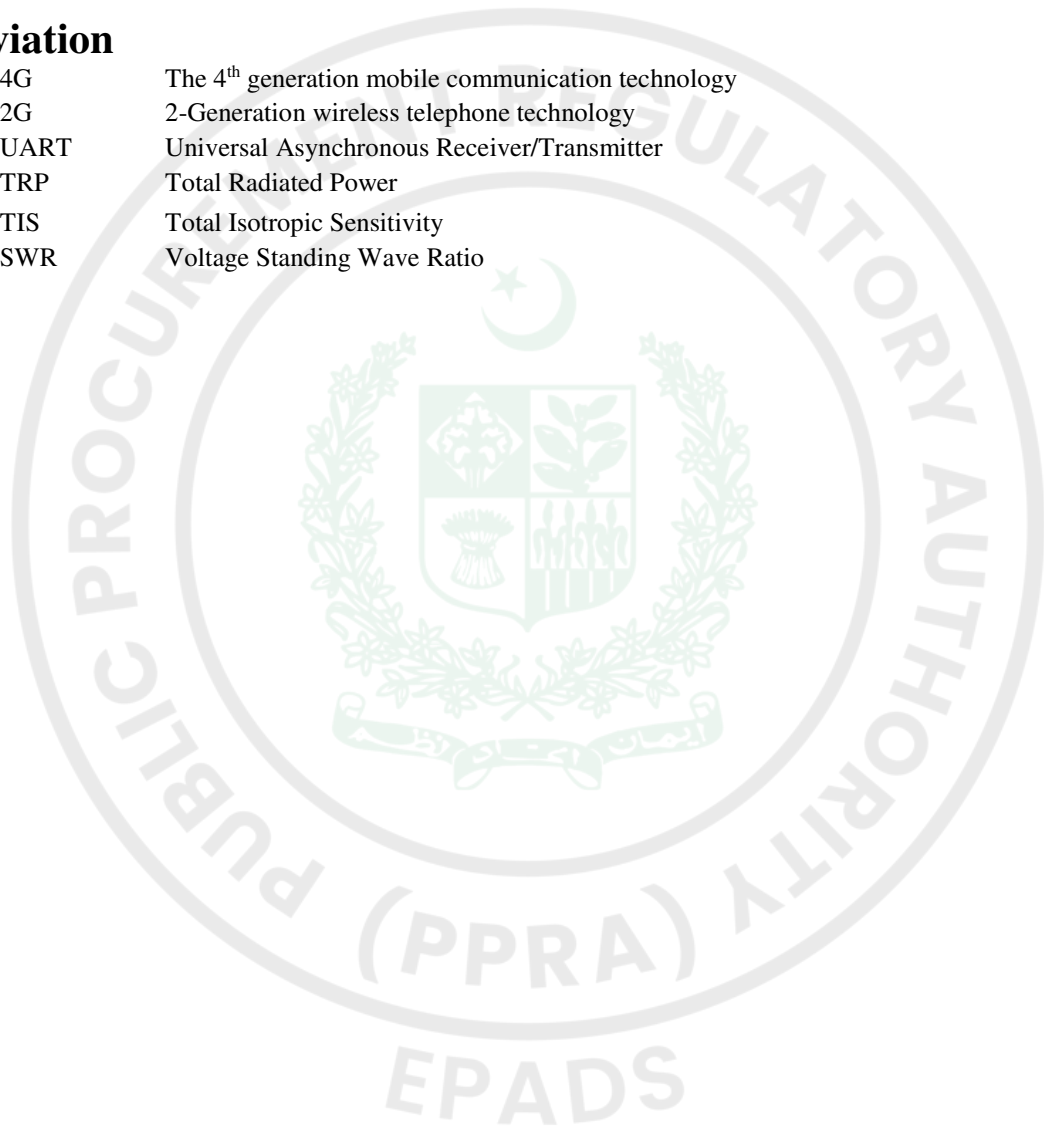 viation
4G The 4th generation mobile communication technology
2G 2-Generation wireless telephone technology
UART Universal Asynchronous Receiver/Transmitter
TRP Total Radiated Power
TIS Total Isotropic Sensitivity
SWR Voltage Standing Wave Ratio
PUBLIC PROCUREMENT REGULATORY AUTHORITY
(PPRA)
EPADS